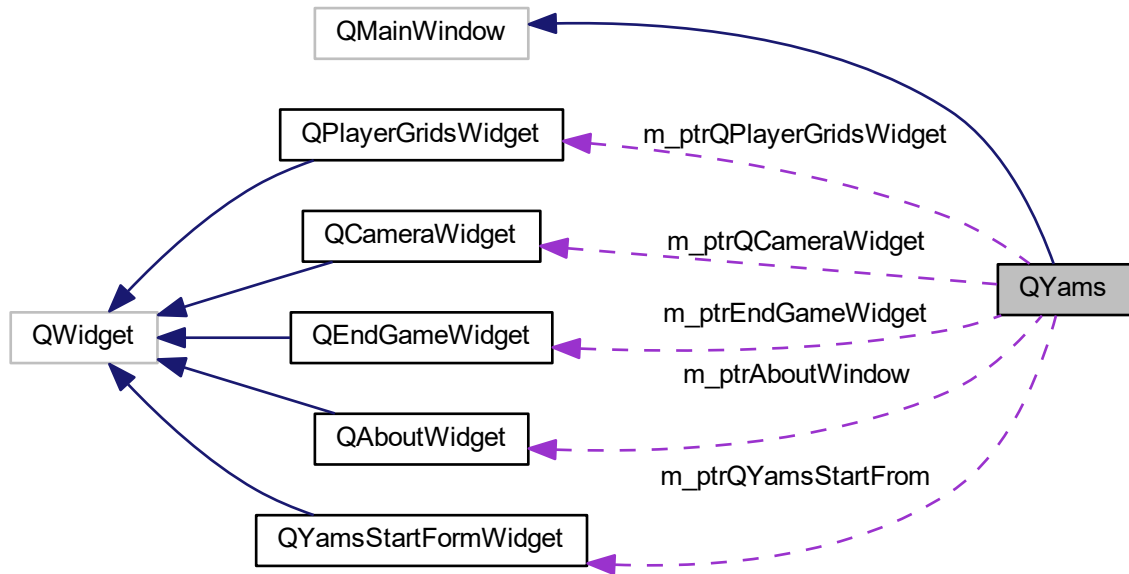 QMainWindow
QPlayerGridsWidget
m_ptrQPlayerGridsWidget
QCameraWidget
m_ptrQCameraWidget
QYams
QWidget
QEndGameWidget
m_ptrEndGameWidget
m_ptrAboutWindow
QAboutWidget
m_ptrQYamsStartFrom
QYamsStartFormWidget